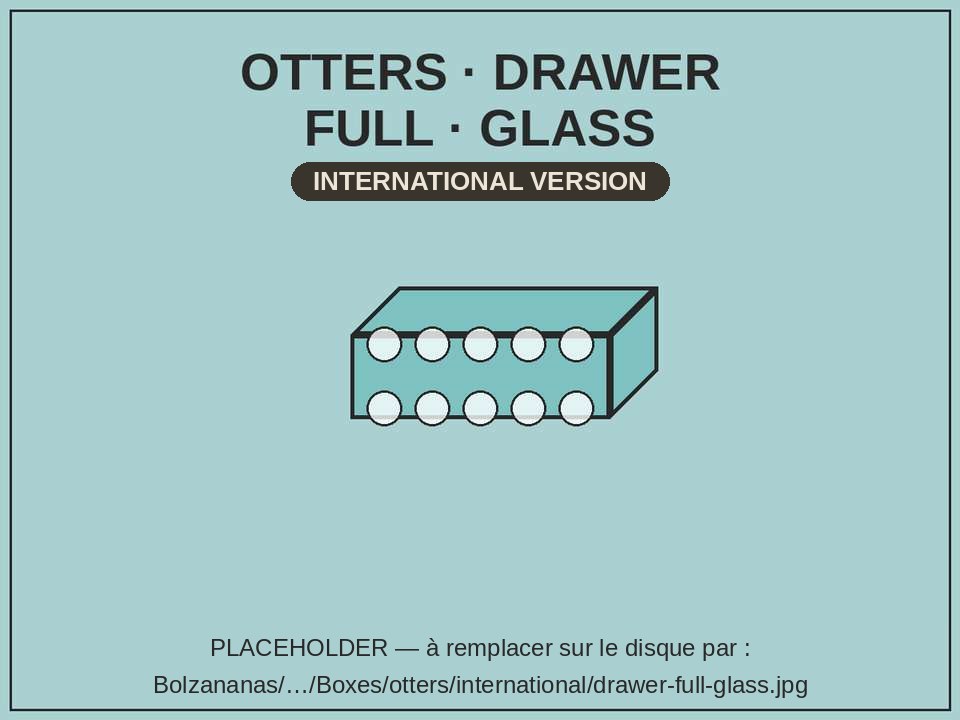 OTTERS · DRAWER
FULL · GLASS
INTERNATIONAL VERSION
PLACEHOLDER — à remplacer sur le disque par :
Bolzananas/…/Boxes/otters/international/drawer-full-glass.jpg